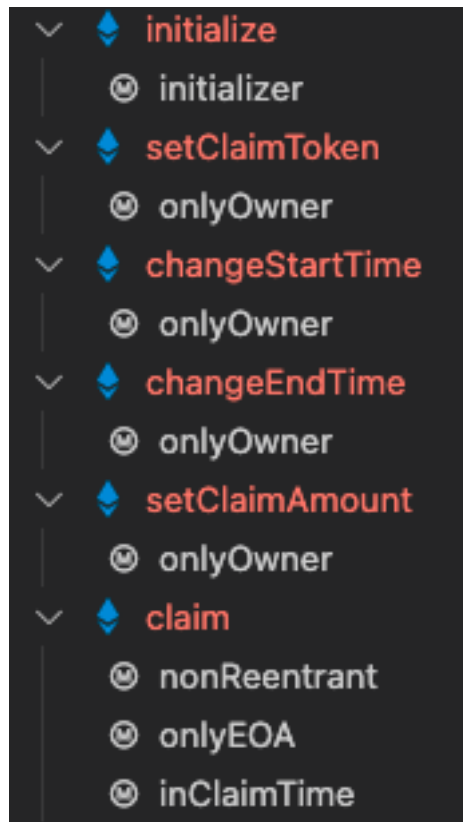 initialize
initializer
setClaimToken
onlyOwner
changeStartTime
onlyOwner
changeEndTime
onlyOwner
setClaimAmount
onlyOwner
claim
nonReentrant
onlyEOA
inClaimTime